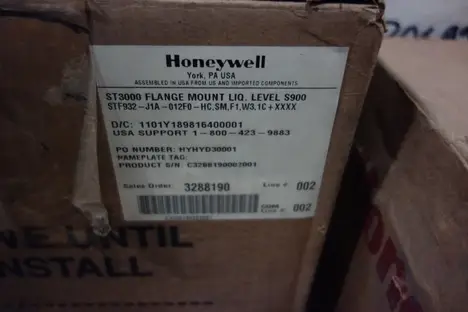 Honeywell
York, PA USA
ASSEMBLED IN USA FROM US AND IMPORTED COMPONENTS
ST3000 FLANGE MOUNT LIQ. LEVEL S900
STF932-J1A-012F0-HC,SM,F1,W3,1C+XXXX
D/C: 1101Y189816400001
USA SUPPORT 1-800-423-9883
PO NUMBER: HYHYD30001
NAMEPLATE TAG:
PRODUCT S/N: C3288190002001
Sales Order: 3288190 Line # 002
002
UNTIL
NSTALL